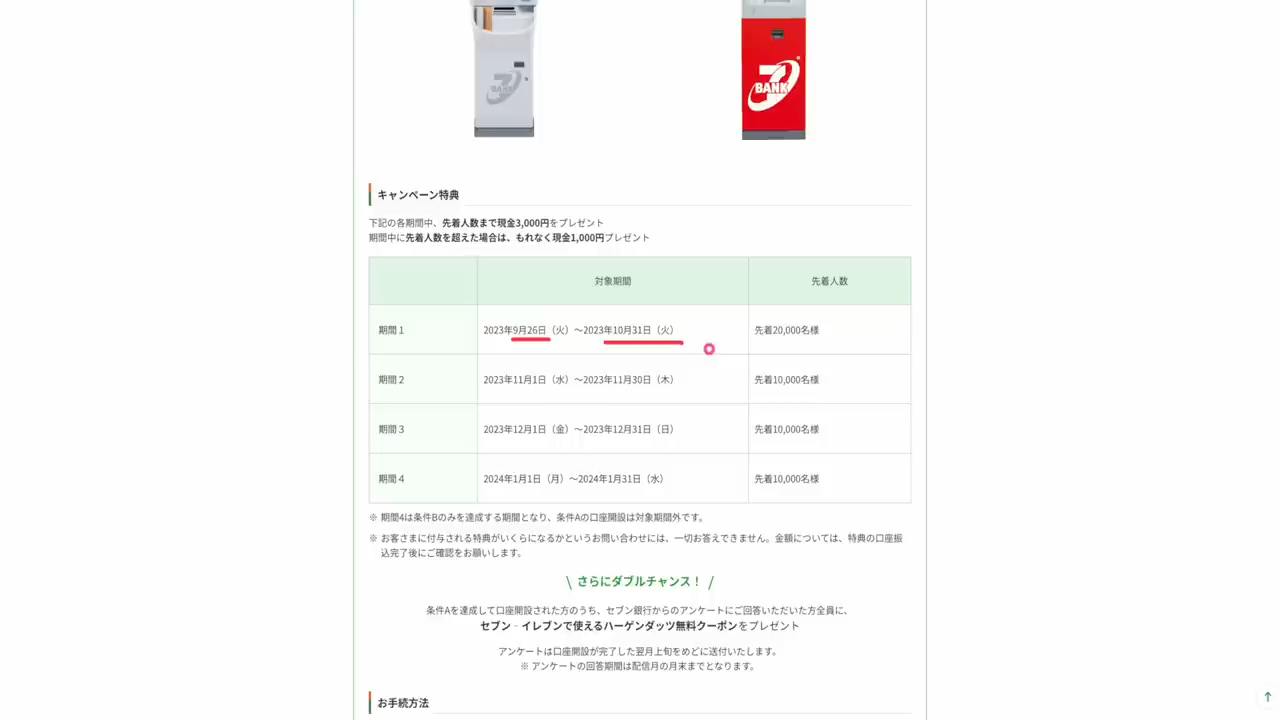 7
BANK
7
BANK
キャンペーン特典
下記の各期間中、先着人数まで現金3,000円をプレゼント
期間中に先着人数を超えた場合は、もれなく現金1,000円プレゼント
対象期間 先着人数
期間1 2023年9月26日（火）～2023年10月31日（火） 先着20,000名様
期間2 2023年11月1日（水）～2023年11月30日（木） 先着10,000名様
期間3 2023年12月1日（金）～2023年12月31日（日） 先着10,000名様
期間4 2024年1月1日（月）～2024年1月31日（水） 先着10,000名様
※ 期間4は条件Bのみを達成する期間となり、条件Aの口座開設は対象期間外です。
※ お客さまに付与される特典がいくらになるかというお問い合わせには、一切お答えできません。金額については、特典の口座振
込完了後にご確認をお願いします。
\ さらにダブルチャンス！ /
条件Aを達成して口座開設された方のうち、セブン銀行からのアンケートにご回答いただいた方全員に、
セブン‐イレブンで使えるハーゲンダッツ無料クーポンをプレゼント
アンケートは口座開設が完了した翌月上旬をめどに送付いたします。
※ アンケートの回答期間は配信月の月末までとなります。
お手続方法